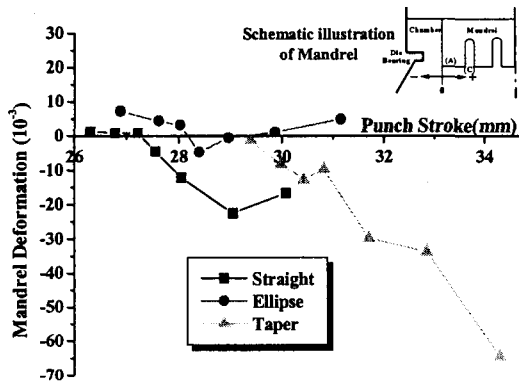 Schematic illustration
of Mandrel
Chamber
Mandrel
Die
Bearing
(A)
(C)
+
Punch Stroke(mm)
Mandrel Deformation (10⁻³)
30
20
10
0
-10
-20
-30
-40
-50
-60
-70
26
28
30
32
34
Straight
Ellipse
Taper